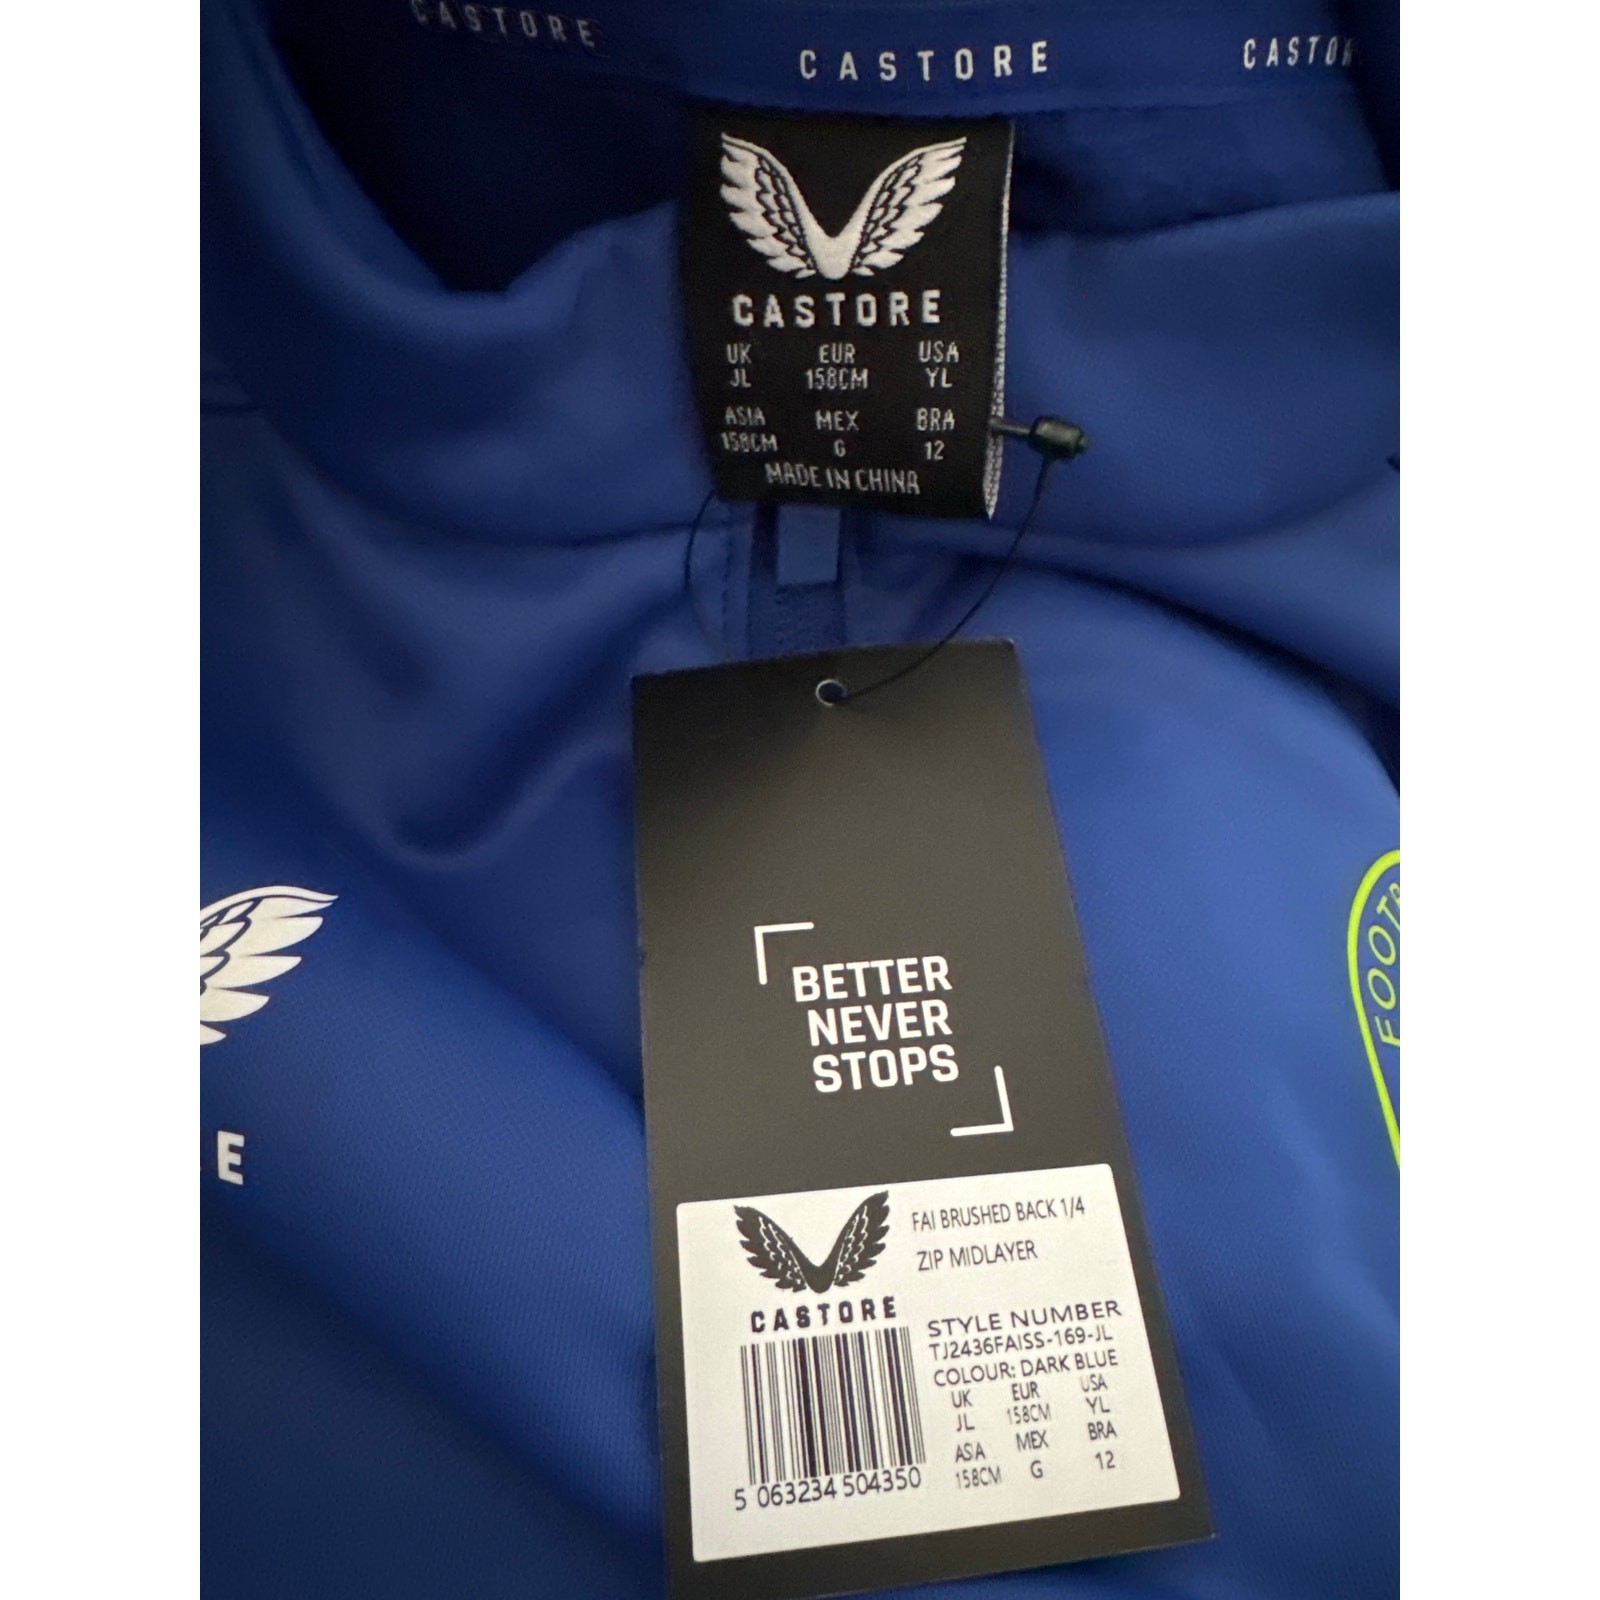 CASTORE
CASTORE
CASTO
CASTORE
UK EUR USA
JL 158CM YL
ASIA MEX BRA
158CM G 12
MADE IN CHINA
E
BETTER
NEVER
STOPS
FAI BRUSHED BACK 1/4
ZIP MIDLAYER
CASTORE
STYLE NUMBER
TJ2436FAISS-169-JL
COLOUR: DARK BLUE
UK EUR USA
JL 158CM YL
ASIA MEX BRA
158CM G 12
5 063234 504350